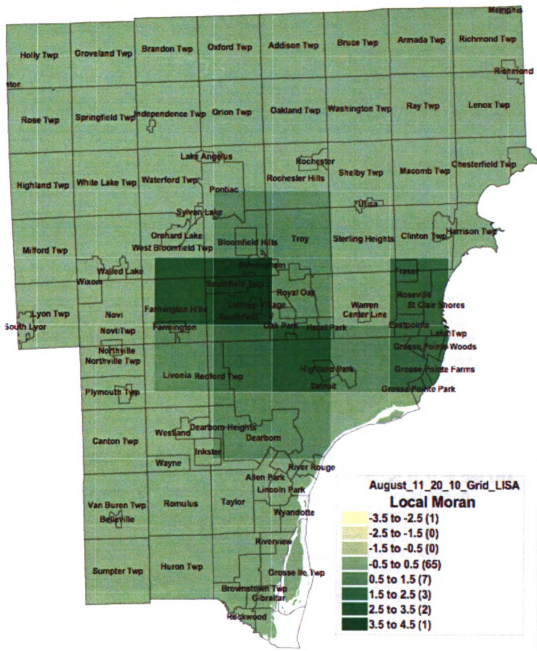 Memphis
Holly Twp Groveland Twp Brandon Twp Oxford Twp Addison Twp Bruce Twp Armada Twp Richmond Twp
Richmond
Rose Twp Springfield Twp Independence Twp Orion Twp Oakland Twp Washington Twp Ray Twp Lenox Twp
Lake Angelus Rochester
Highland Twp White Lake Twp Waterford Twp Pontiac Rochester Hills Shelby Twp Macomb Twp Chesterfield Twp
Sylvan Lake Utica
Orchard Lake
Milford Twp West Bloomfield Twp Bloomfield Hills Troy Sterling Heights Clinton Twp Harrison Twp
Walled Lake Fraser
Wixom
Royal Oak Roseville
Lyon Twp Novi Farmington Hills Warren St Clair Shores
Center Line
South Lyon Novi Twp Farmington Oak Park Hazel Park Eastpointe Lake Twp
Northville Grosse Pointe Woods
Northville Twp Livonia Redford Twp Highland Park Grosse Pointe Farms
Detroit
Plymouth Twp Grosse Pointe Park
Canton Twp Westland Dearborn Heights Dearborn
Inkster
Wayne River Rouge
Allen Park
Lincoln Park
Van Buren Twp Romulus Taylor Wyandotte
Belleville
Riverview
Sumpter Twp Huron Twp Grosse Ile Twp
Brownstown Twp
Gibraltar
Rockwood
August_11_20_10_Grid_LISA
Local Moran
-3.5 to -2.5 (1)
-2.5 to -1.5 (0)
-1.5 to -0.5 (0)
-0.5 to 0.5 (65)
0.5 to 1.5 (7)
1.5 to 2.5 (3)
2.5 to 3.5 (2)
3.5 to 4.5 (1)